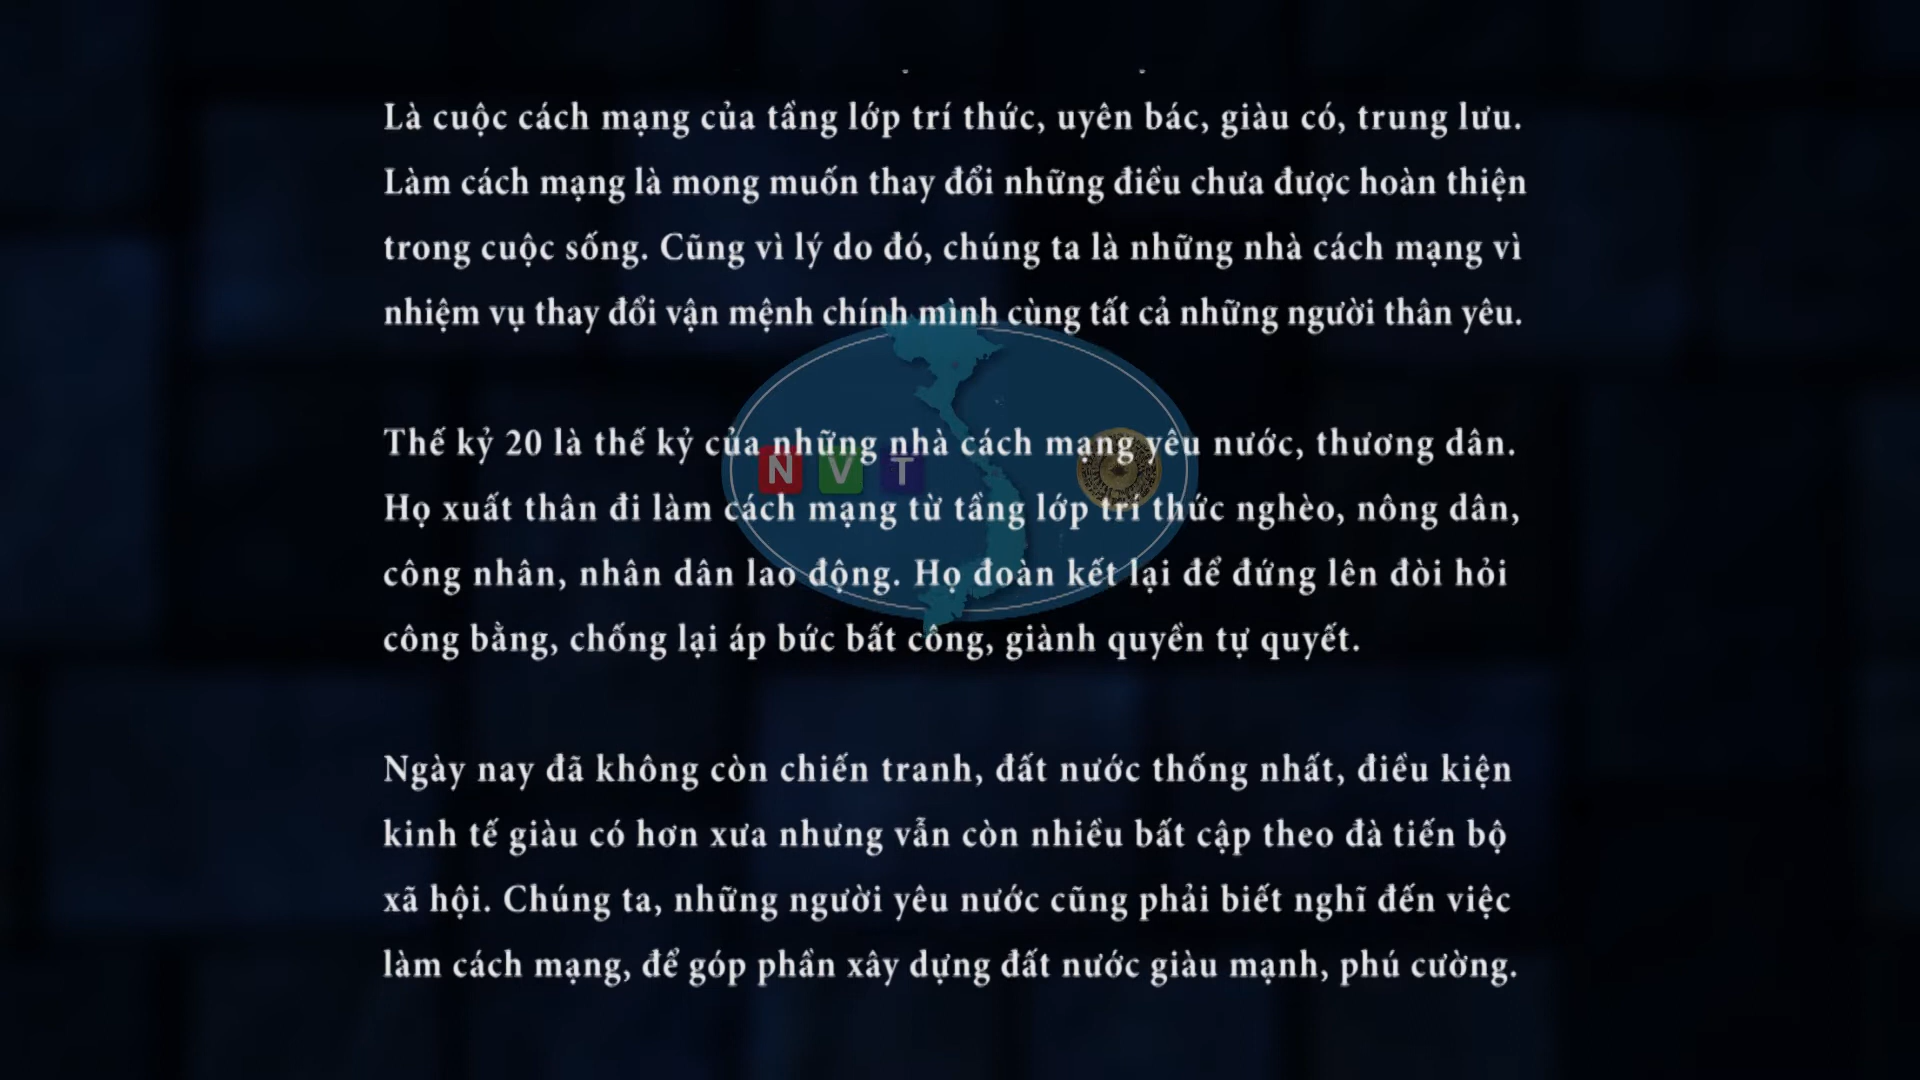 Là cuộc cách mạng của tầng lớp trí thức, uyên bác, giàu có, trung lưu.
Làm cách mạng là mong muốn thay đổi những điều chưa được hoàn thiện
trong cuộc sống. Cũng vì lý do đó, chúng ta là những nhà cách mạng vì
nhiệm vụ thay đổi vận mệnh chính mình cùng tất cả những người thân yêu.
Thế kỷ 20 là thế kỷ của những nhà cách mạng yêu nước, thương dân.
N V T
Họ xuất thân đi làm cách mạng từ tầng lớp trí thức nghèo, nông dân,
công nhân, nhân dân lao động. Họ đoàn kết lại để đứng lên đòi hỏi
công bằng, chống lại áp bức bất công, giành quyền tự quyết.
Ngày nay đã không còn chiến tranh, đất nước thống nhất, điều kiện
kinh tế giàu có hơn xưa nhưng vẫn còn nhiều bất cập theo đà tiến bộ
xã hội. Chúng ta, những người yêu nước cũng phải biết nghĩ đến việc
làm cách mạng, để góp phần xây dựng đất nước giàu mạnh, phú cường.